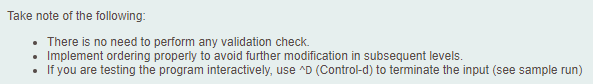 Take note of the following:
• There is no need to perform any validation check.
• Implement ordering properly to avoid further modification in subsequent levels.
• If you are testing the program interactively, use ^D (Control-d) to terminate the input (see sample run)